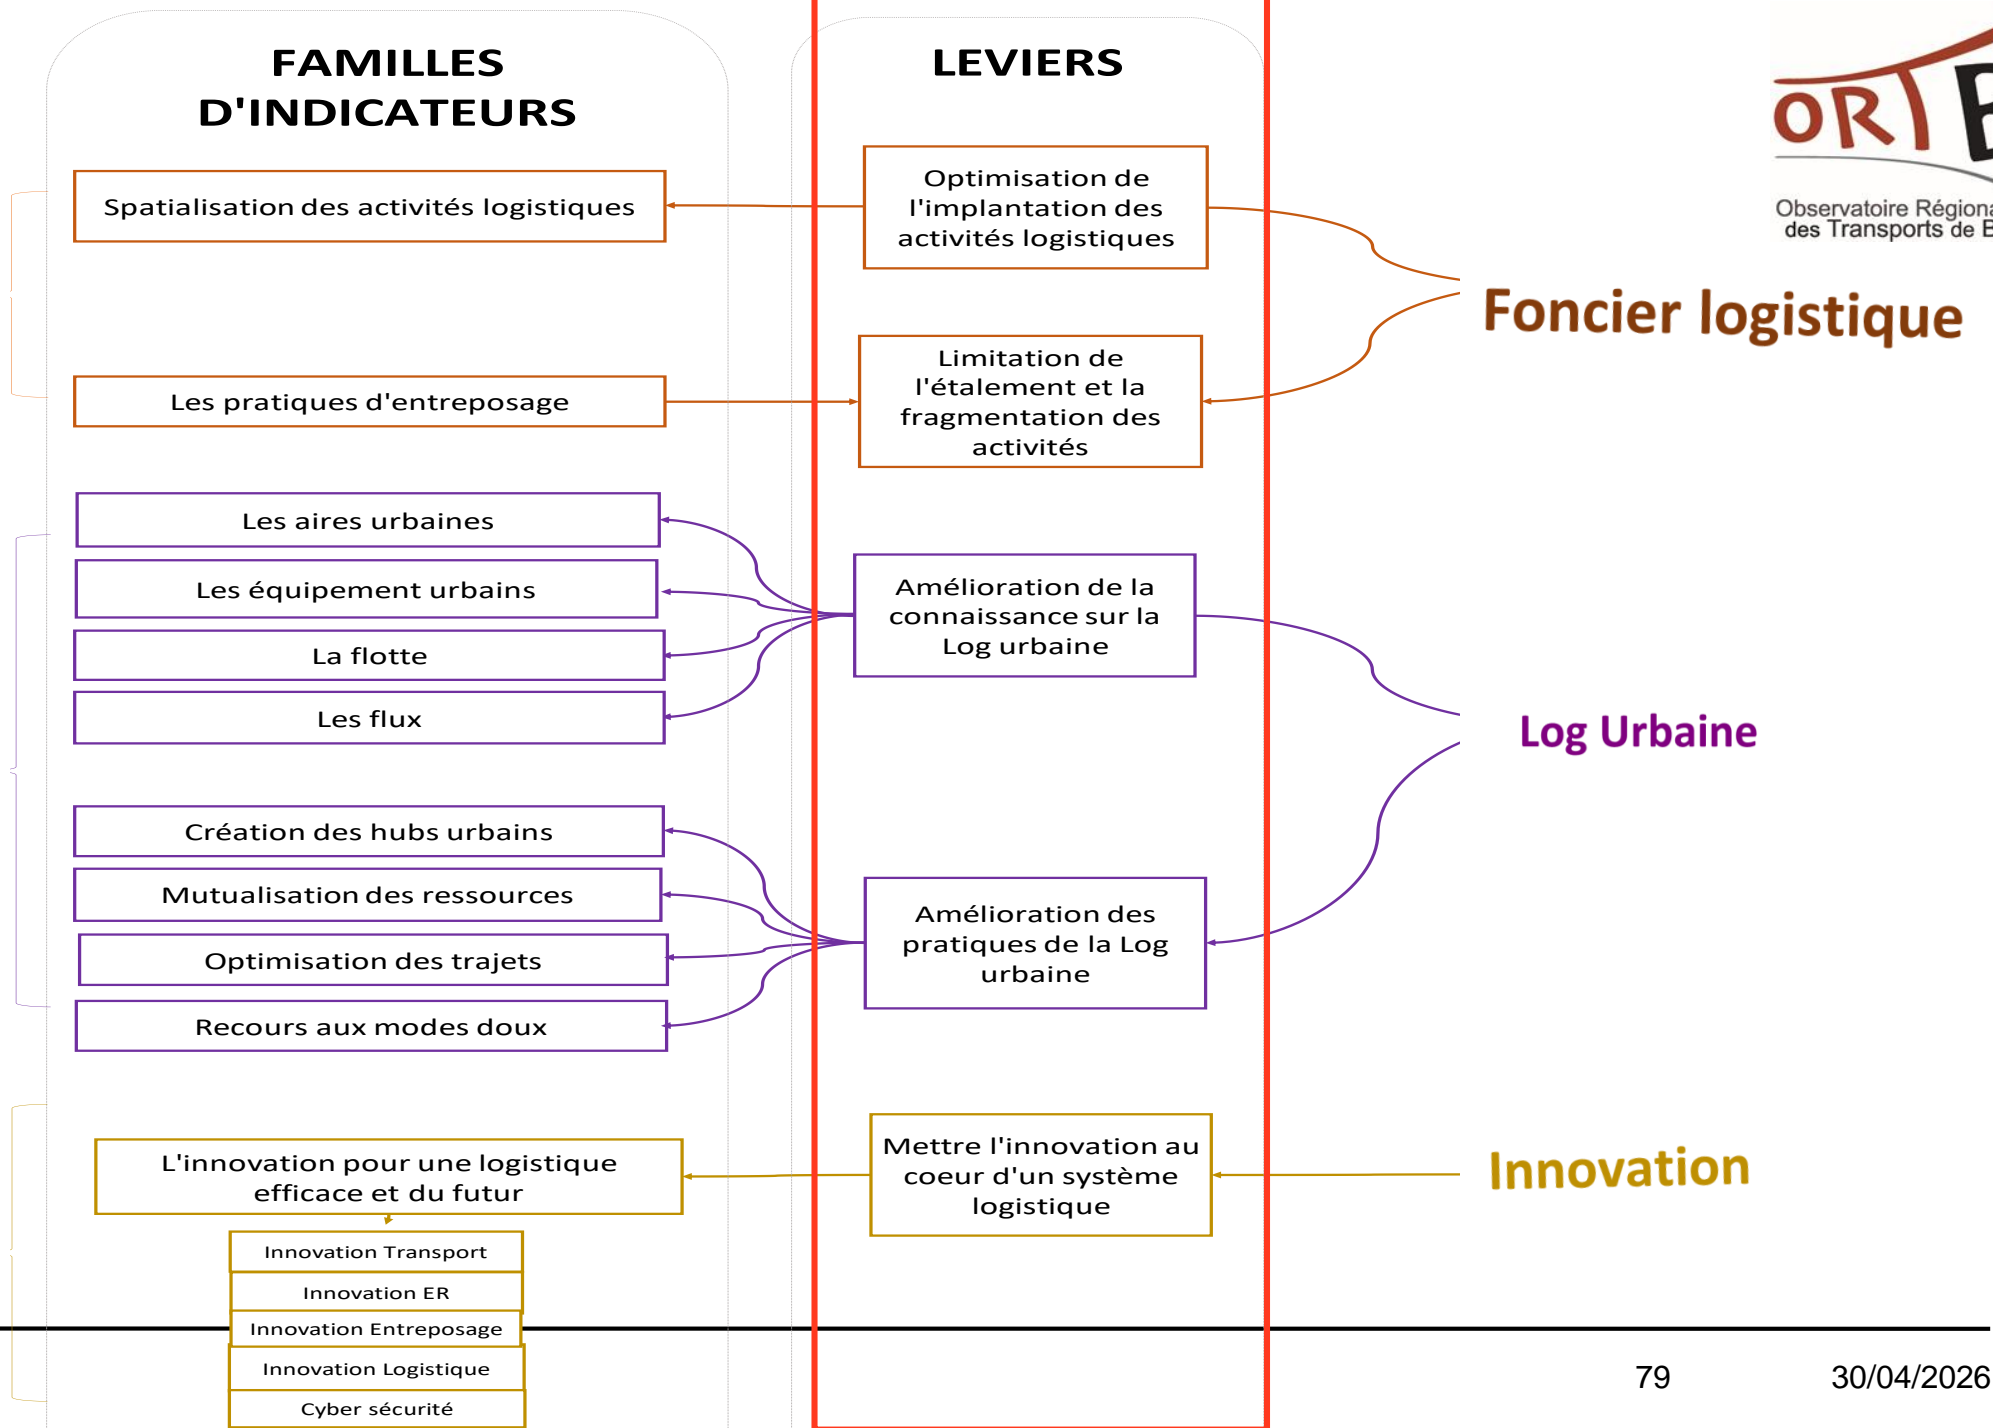 FAMILLES
D'INDICATEURS
LEVIERS
Spatialisation des activités logistiques
Les pratiques d'entreposage
Les aires urbaines
Les équipement urbains
La flotte
Les flux
Création des hubs urbains
Mutualisation des ressources
Optimisation des trajets
Recours aux modes doux
L'innovation pour une logistique
efficace et du futur
Innovation Transport
Innovation ER
Innovation Entreposage
Innovation Logistique
Cyber sécurité
Optimisation de
l'implantation des
activités logistiques
Limitation de
l'étalement et la
fragmentation des
activités
Amélioration de la
connaissance sur la
Log urbaine
Amélioration des
pratiques de la Log
urbaine
Mettre l'innovation au
coeur d'un système
logistique
ORT
Observatoire
des Transports de
Foncier logistique
Log Urbaine
Innovation
79
30/04/2026